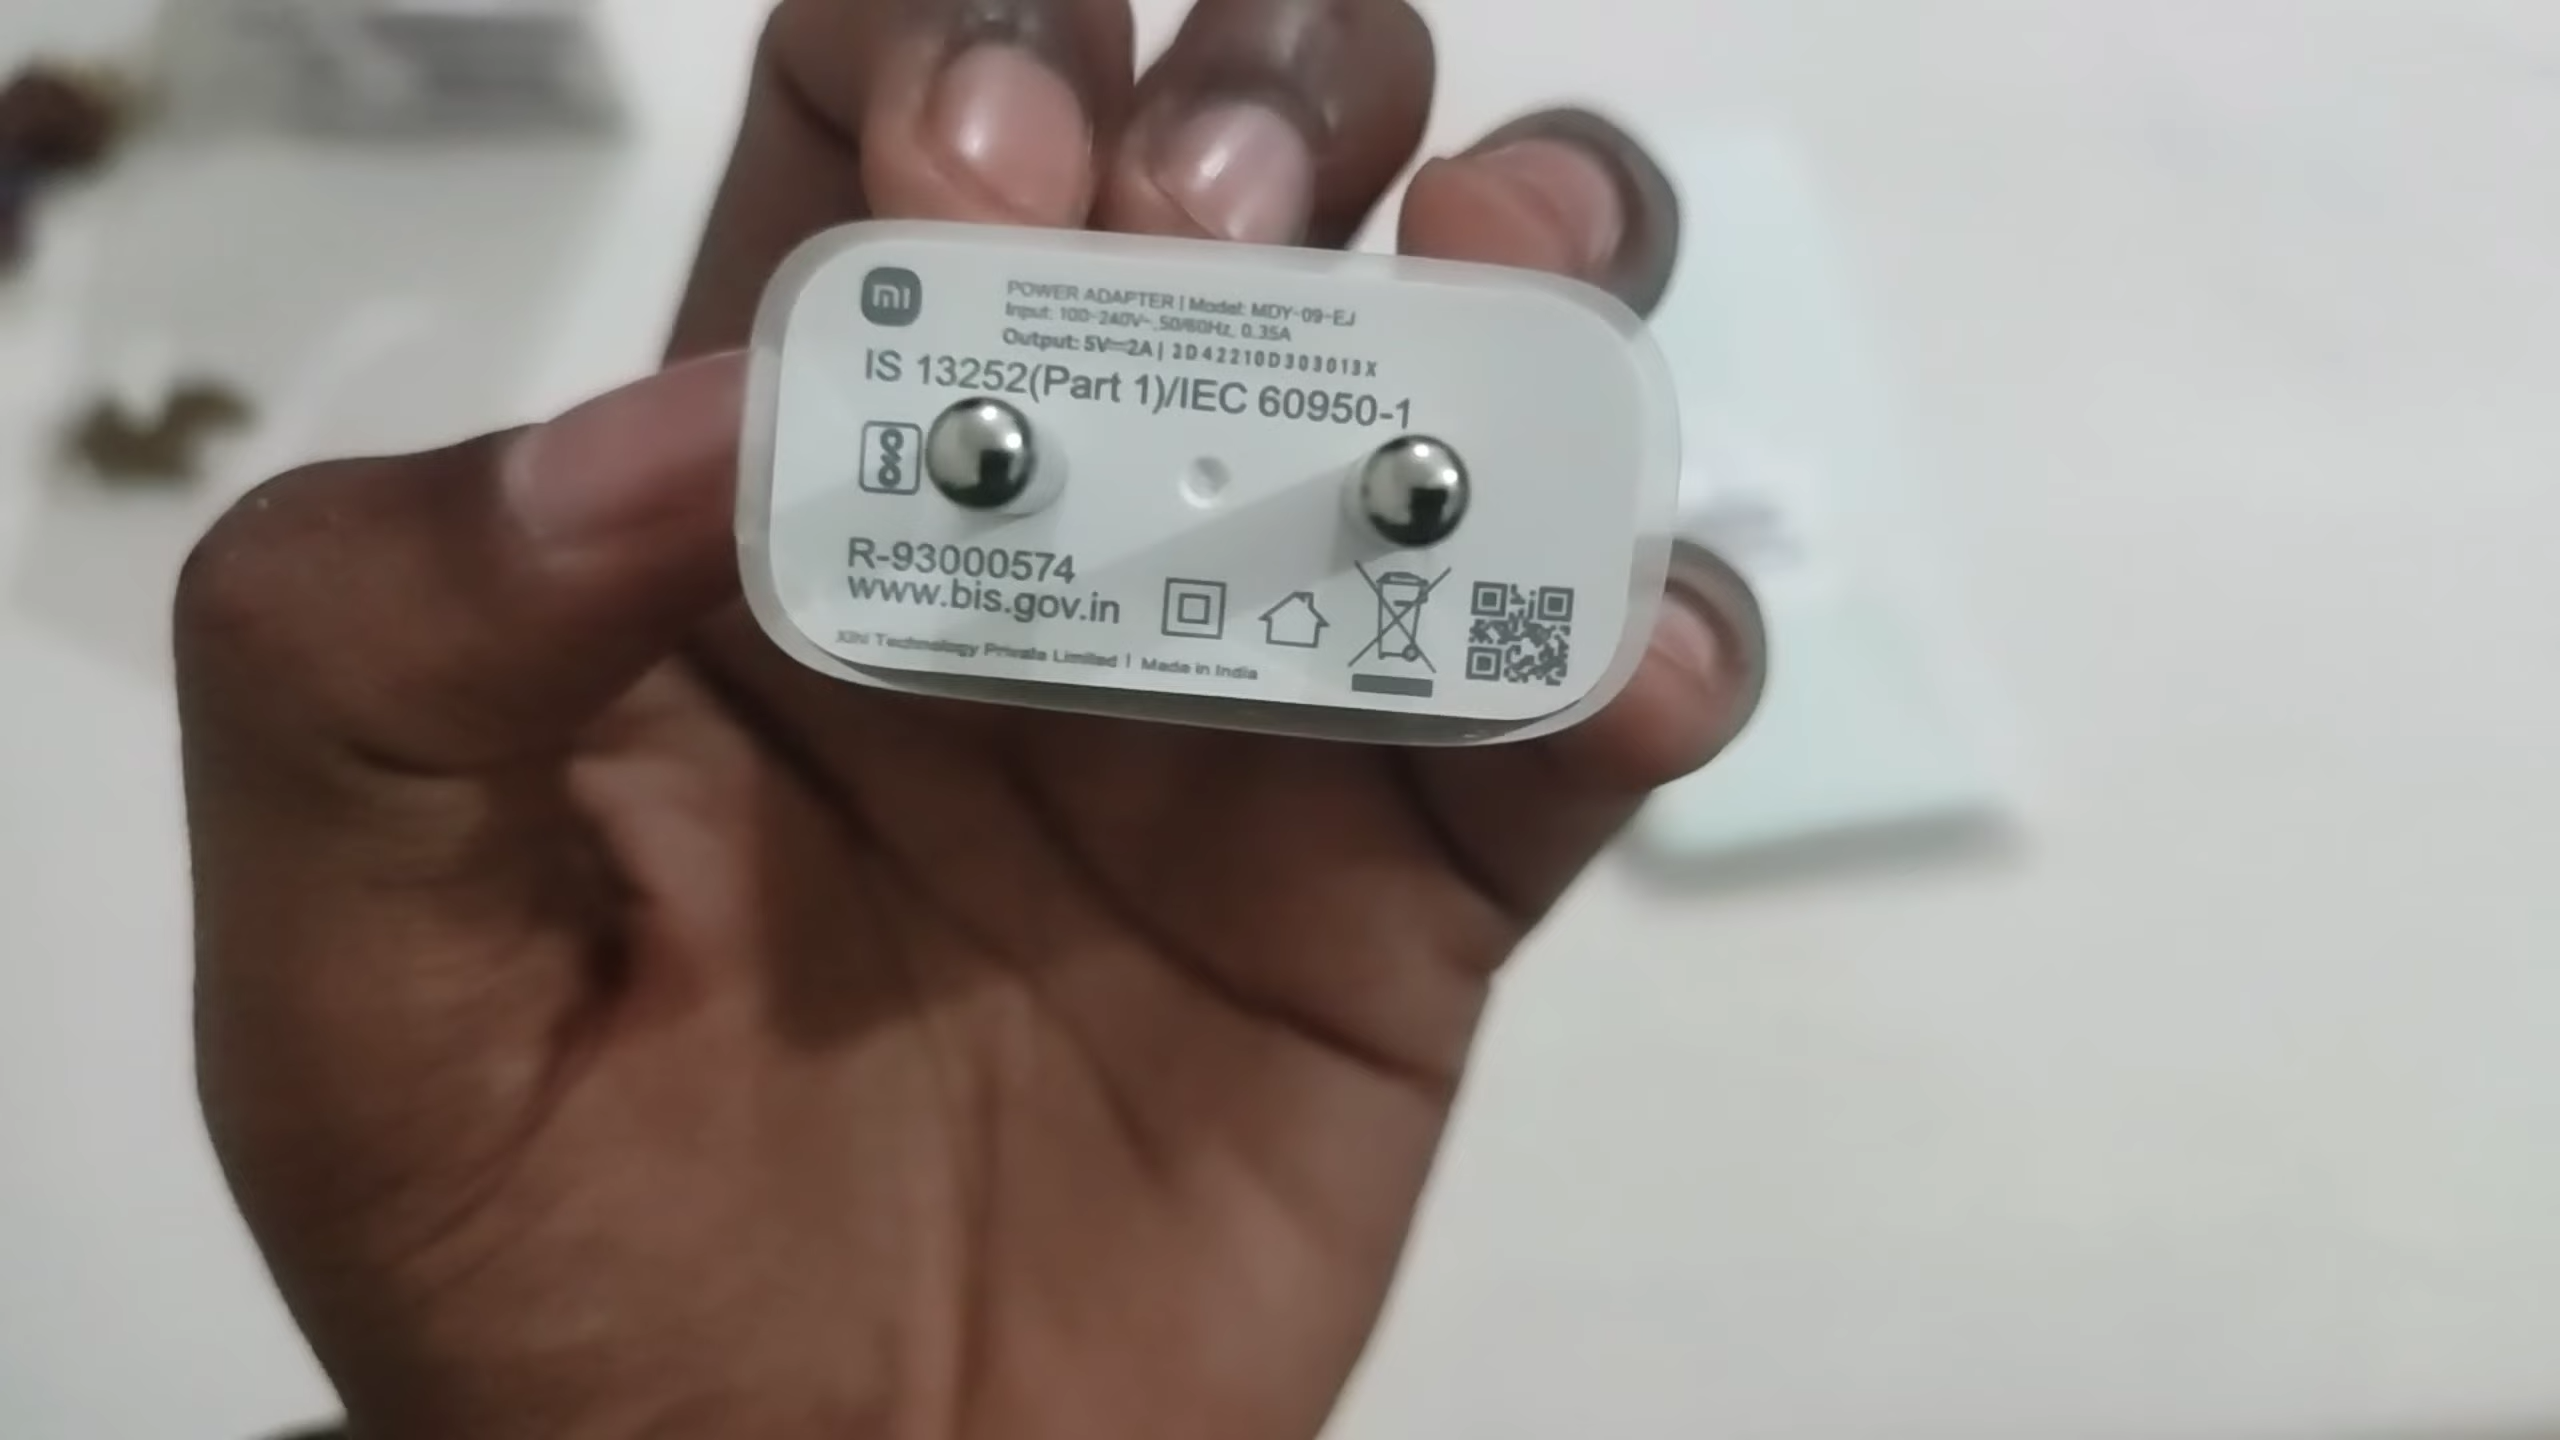 mi
POWER ADAPTER | Model: MDY-09-EJ
Input: 100-240V~,50/60Hz, 0.35A
Output: 5V⎓2A | 2D42210D303013X
IS 13252(Part 1)/IEC 60950-1
R-93000574
www.bis.gov.in
Technology Private Limited | Made in India